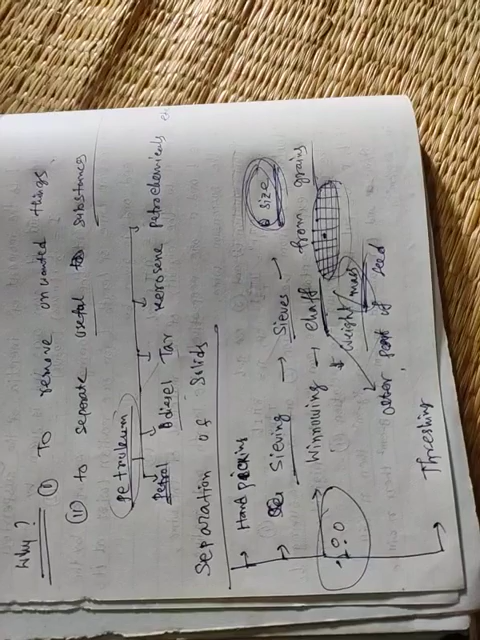 Why?
(i) To remove unwanted things.
(ii) to separate useful substances
petroleum
Petrol diesel Tar kerosene petrochemicals
Separation of Solids
Hand picking
Sieving → Sieves → size
Winnowing → chaff from grains
100 weight mass
outer part of seed
Threshing